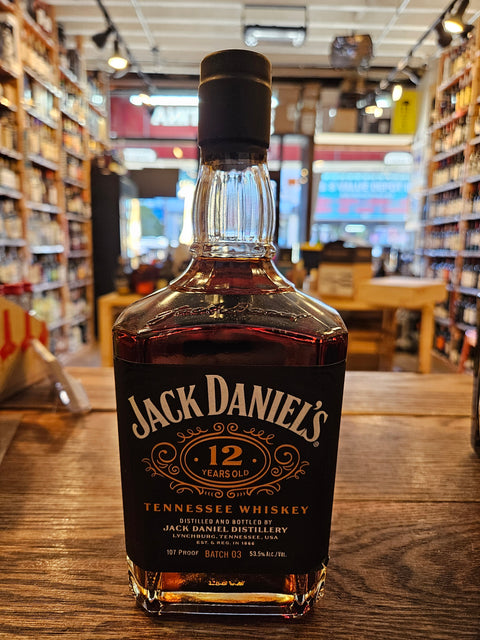 JACK DANIEL'S
12
YEARS OLD
TENNESSEE WHISKEY
DISTILLED AND BOTTLED BY
JACK DANIEL DISTILLERY
LYNCHBURG, TENNESSEE, USA
EST. & REG. IN 1866
107 PROOF BATCH 03 53.5% ALC./VOL.